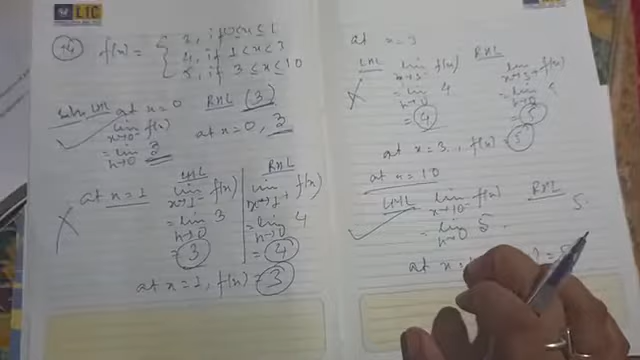 LIC
14
f(x) = { 3, if 0 ≤ x ≤ 1
4, if 1 < x < 3
5, if 3 ≤ x ≤ 10
LHL at x = 0 RHL (3)
lim x→0⁻ f(x)
= lim h→0 3
at x = 0, 3
at x = 1
LHL
lim x→1⁻ f(x)
= lim h→0 3
= 3
RHL
lim x→1⁺ f(x)
= lim h→0 4
= 4
at x = 1, f(x) = 3
at x = 3
LHL
lim x→3⁻ f(x)
= lim h→0 4
= 4
RHL
lim x→3⁺ f(x)
= lim h→0
= 5
at x = 3, f(x) = 5
at x = 10
LHL
lim x→10⁻ f(x)
= lim h→0 5.
RHL
5.
at x